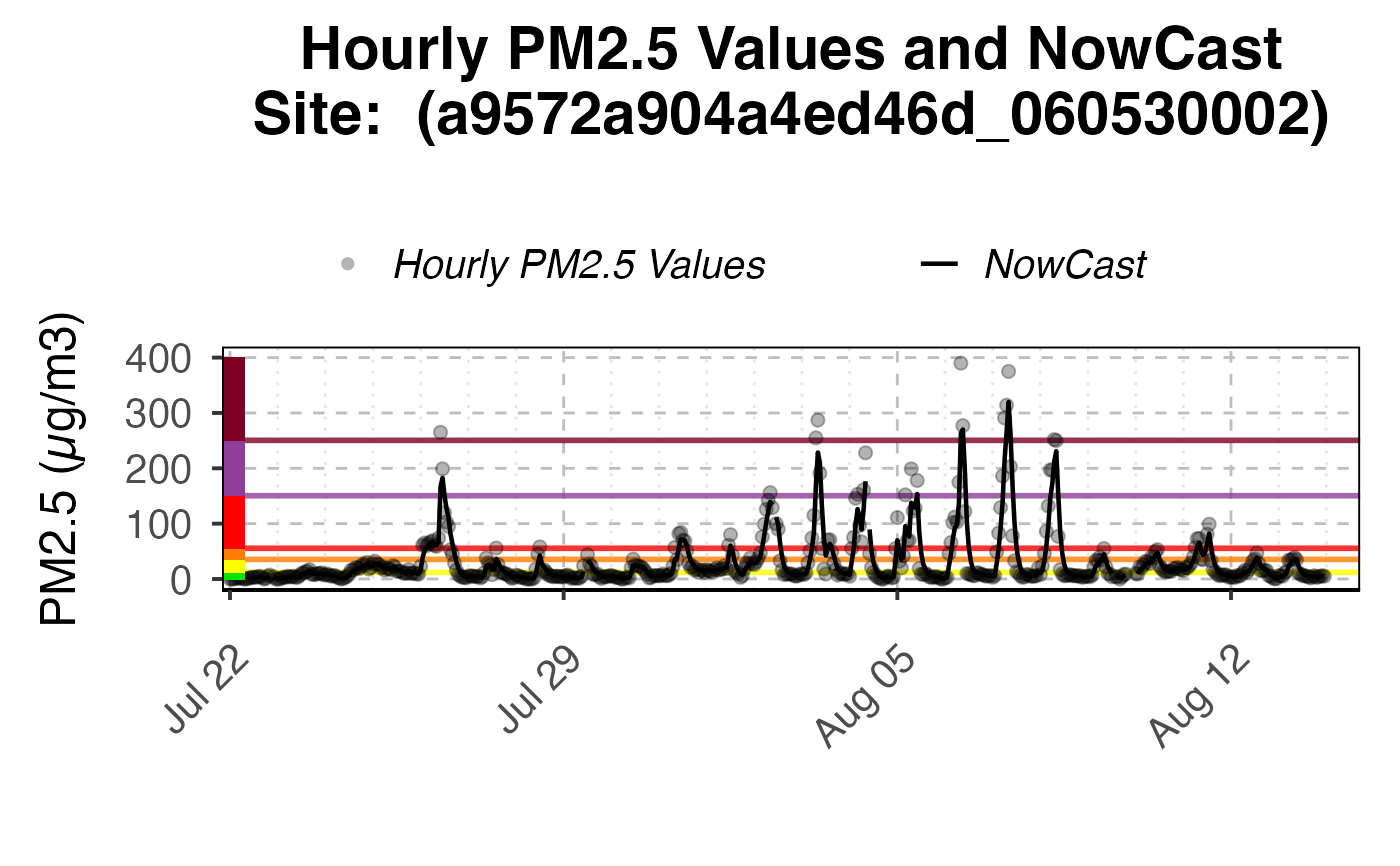 Hourly PM2.5 Values and NowCast
Site:  (a9572a904a4ed46d_060530002)
Hourly PM2.5 Values
NowCast
PM2.5 (µg/m3)
400
300
200
100
0
Jul 22
Jul 29
Aug 05
Aug 12